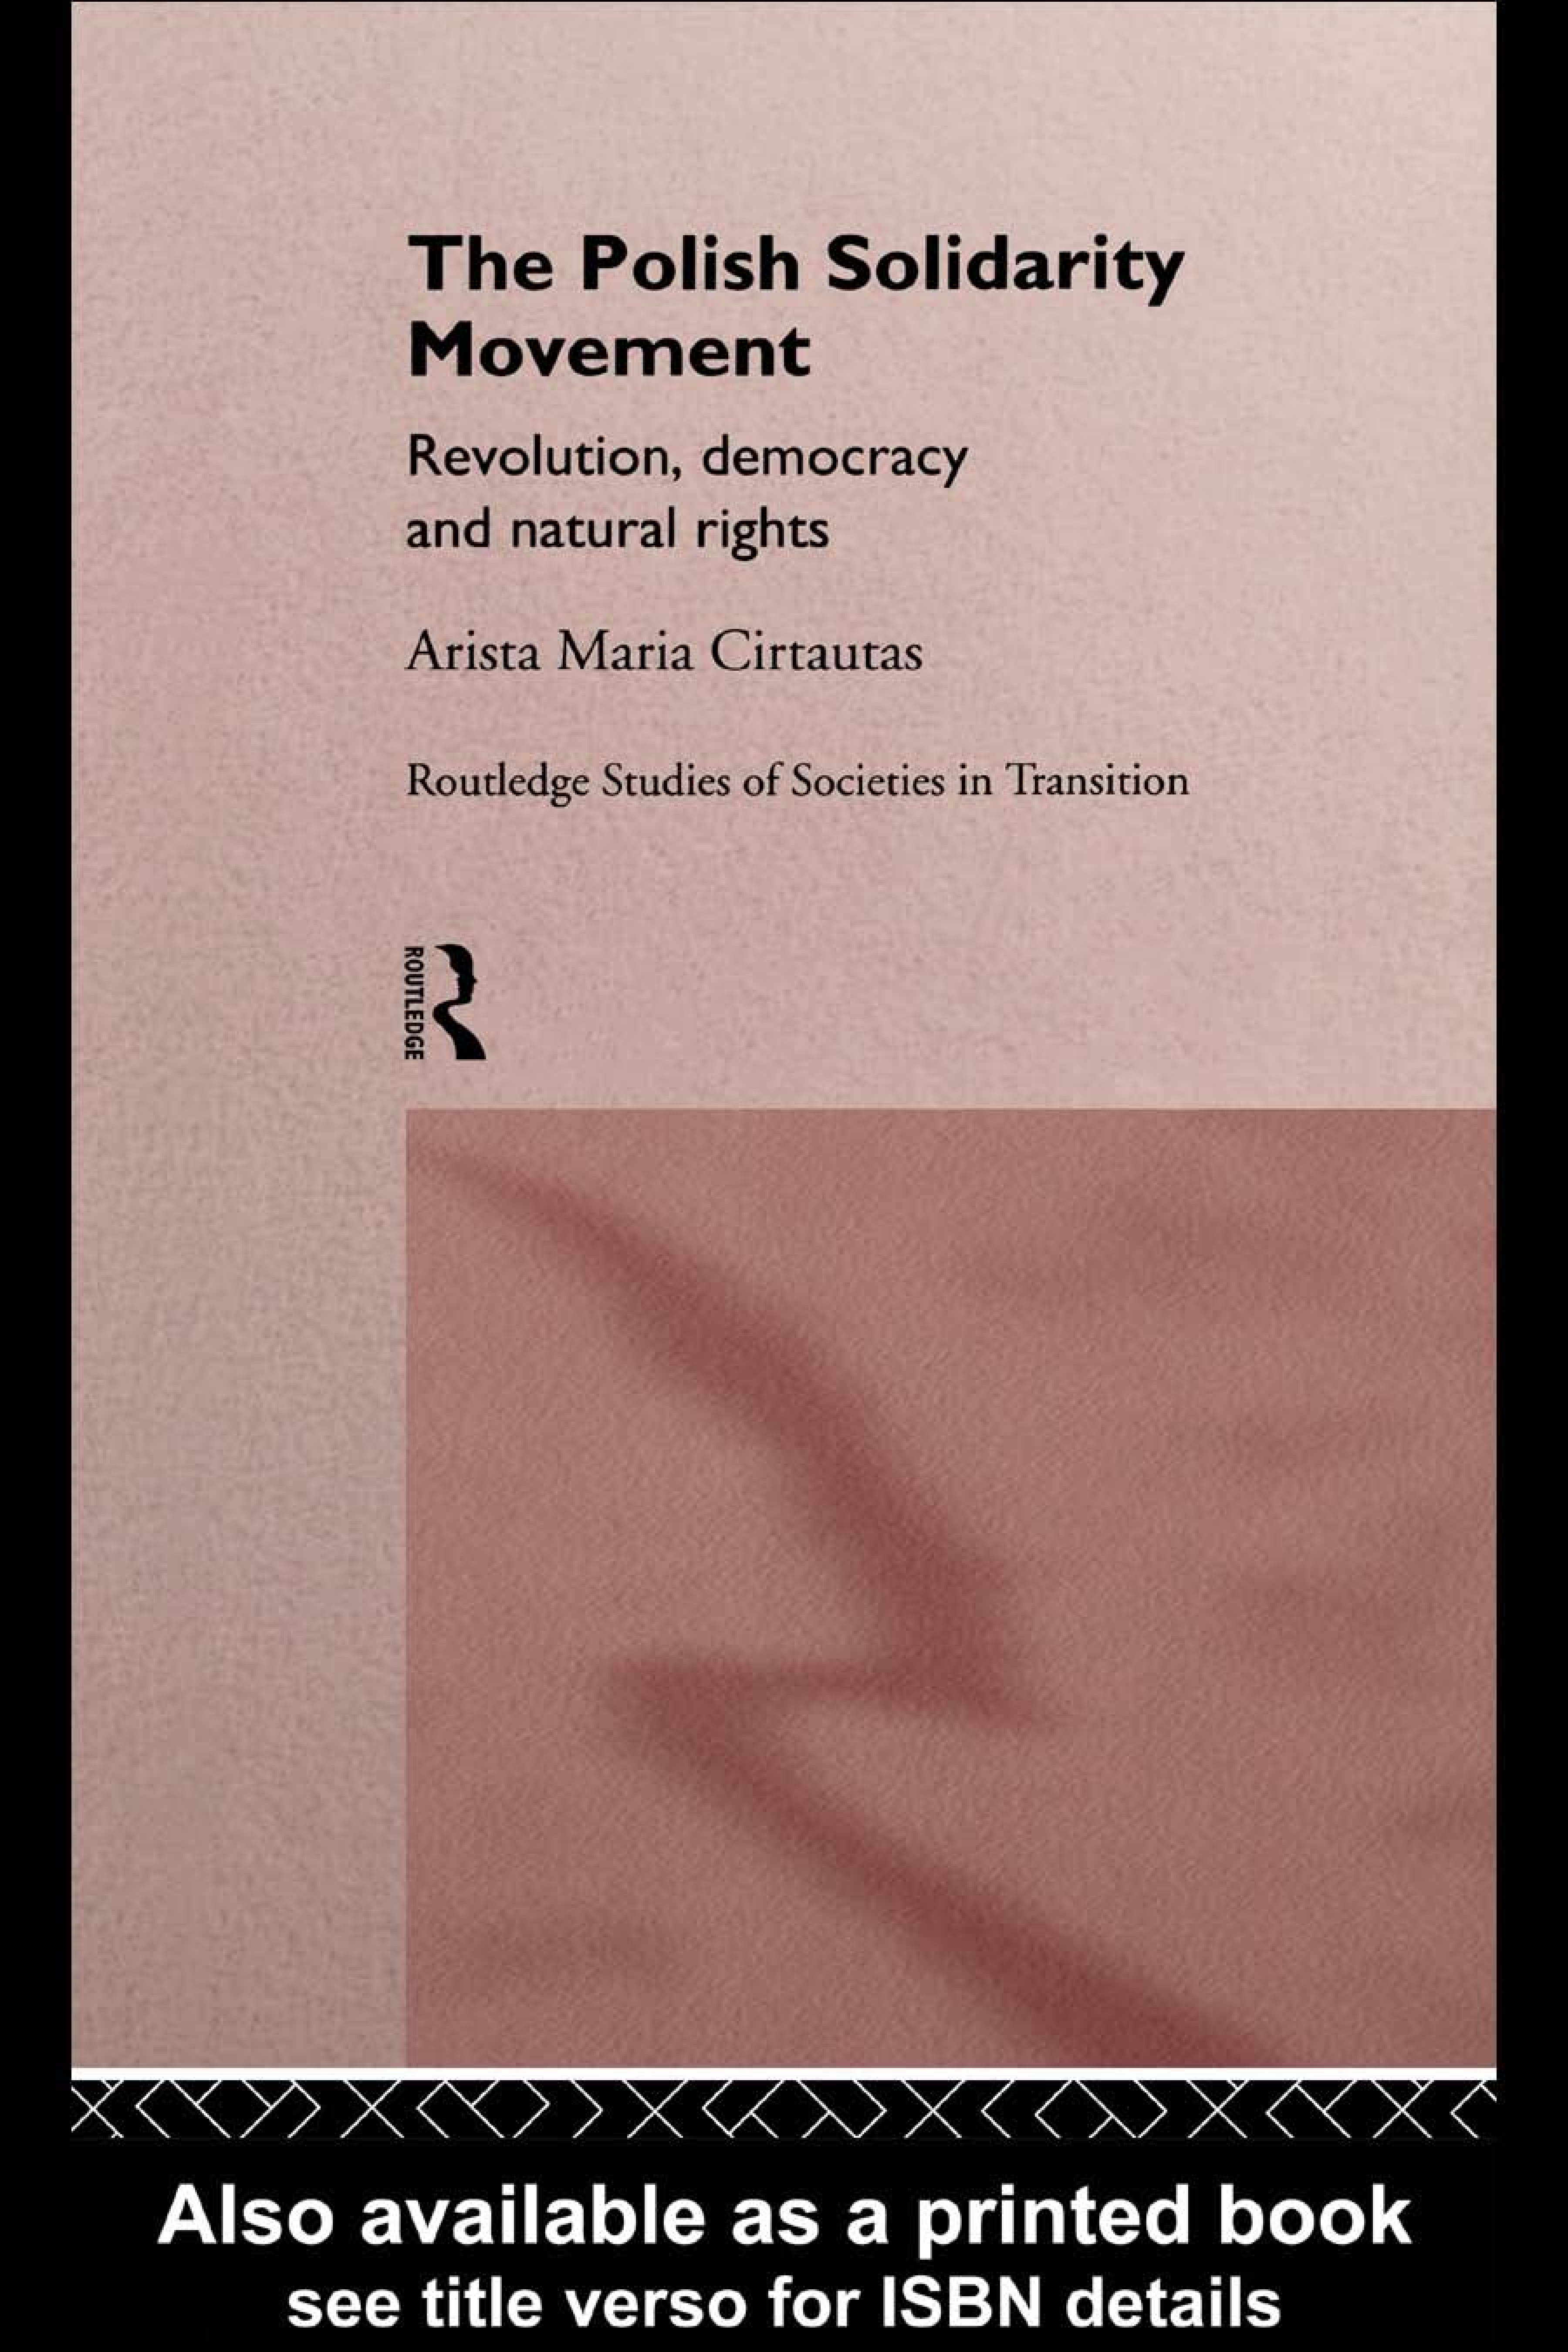 The Polish Solidarity
Movement
Revolution, democracy
and natural rights
Arista Maria Cirtautas
Routledge Studies of Societies in Transition
ROUTLEDGE
Also available as a printed book
see title verso for ISBN details